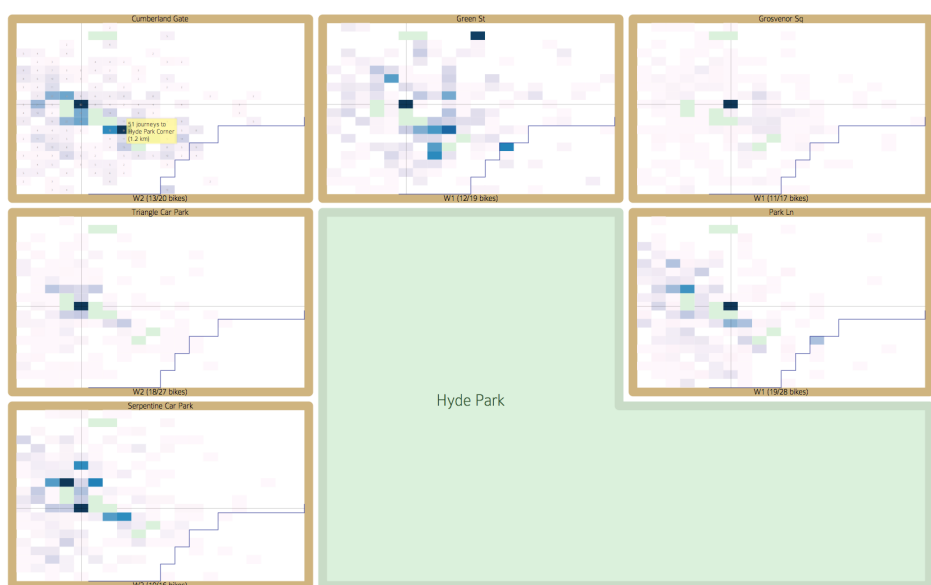 Cumberland Gate
Green St
Grosvenor Sq
51 journeys to
Hyde Park Corner
(1.2 km)
W2 (13/20 bikes)
W1 (12/19 bikes)
W1 (11/17 bikes)
Triangle Car Park
Park Ln
W2 (18/27 bikes)
W1 (19/28 bikes)
Serpentine Car Park
Hyde Park